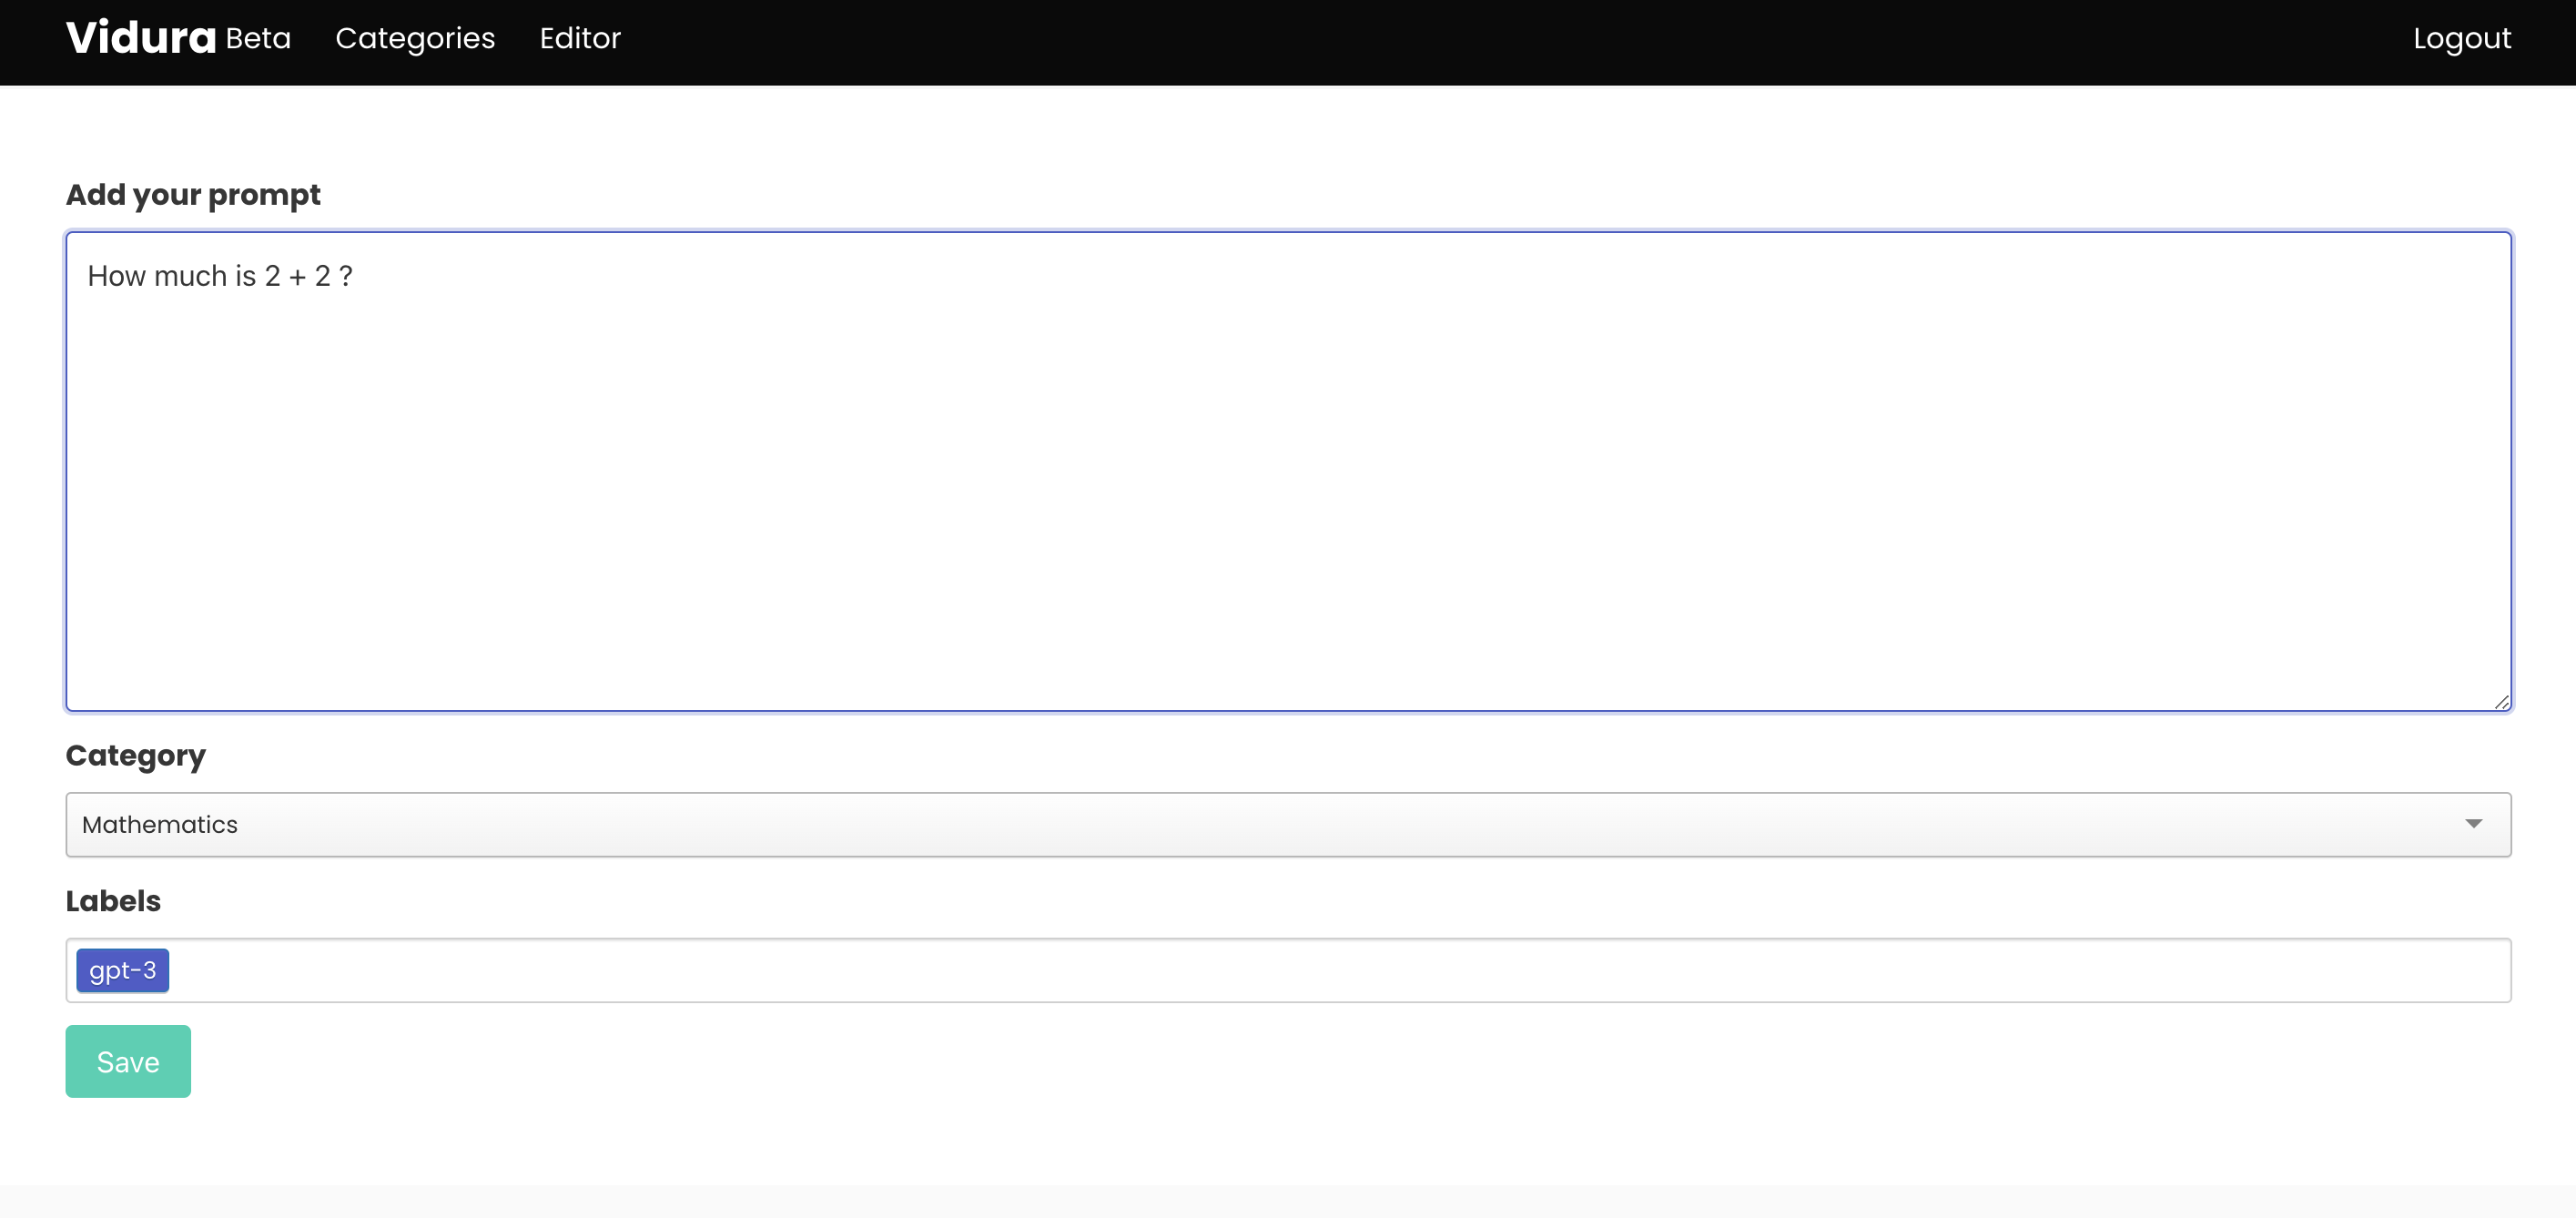 Vidura Beta Categories Editor Logout
Add your prompt
How much is 2 + 2 ?
Category
Mathematics
Labels
gpt-3
Save